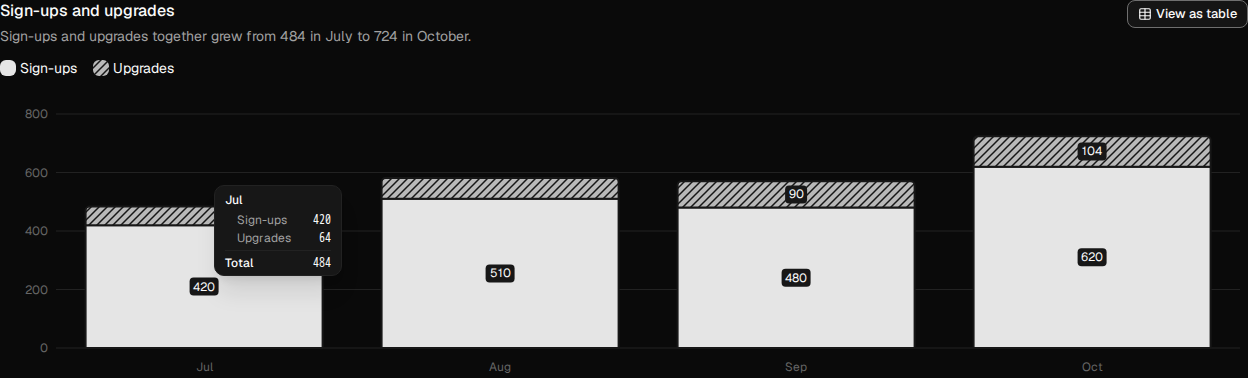 Sign-ups and upgrades
View as table
Sign-ups and upgrades together grew from 484 in July to 724 in October.
Sign-ups Upgrades
800
600
400
200
0
Jul
Sign-ups 420
Upgrades 64
Total 484
420
510
90
480
104
620
Jul Aug Sep Oct